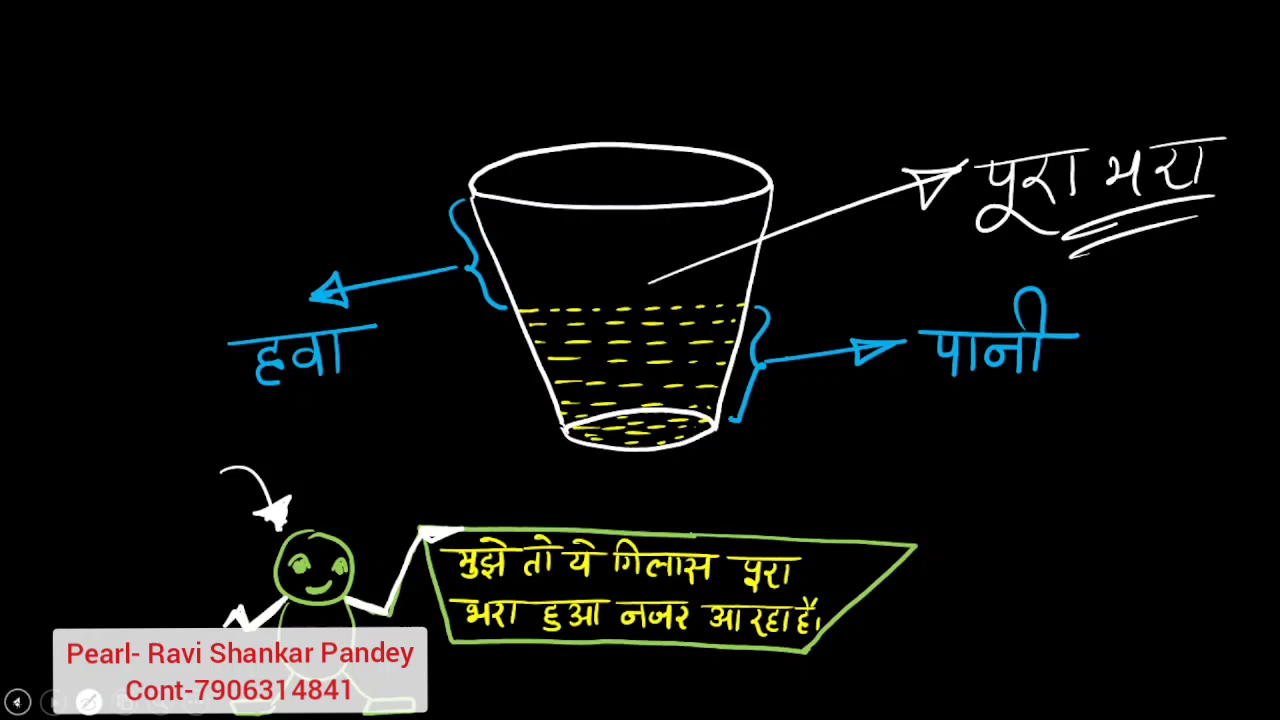 पूरा भरा
हवा
पानी
मुझे तो ये गिलास पूरा
भरा हुआ नजर आ रहा है।
Pearl- Ravi Shankar Pandey
Cont-7906314841